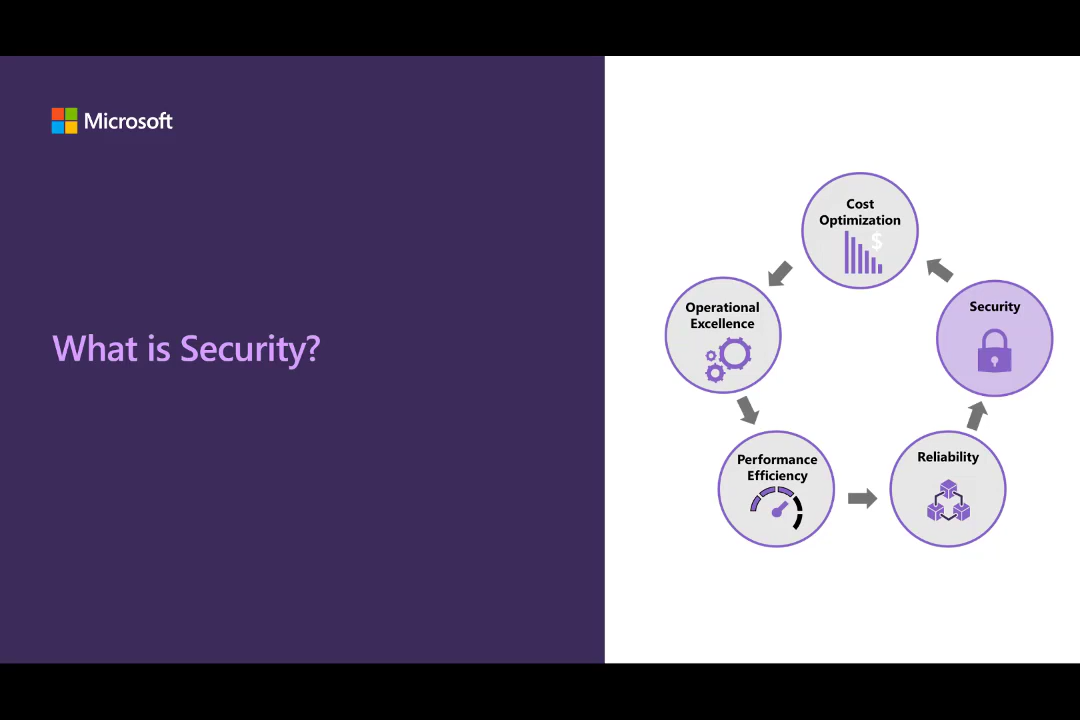 Microsoft
What is Security?
Cost
Optimization
$
Operational
Excellence
Security
Performance
Efficiency
Reliability